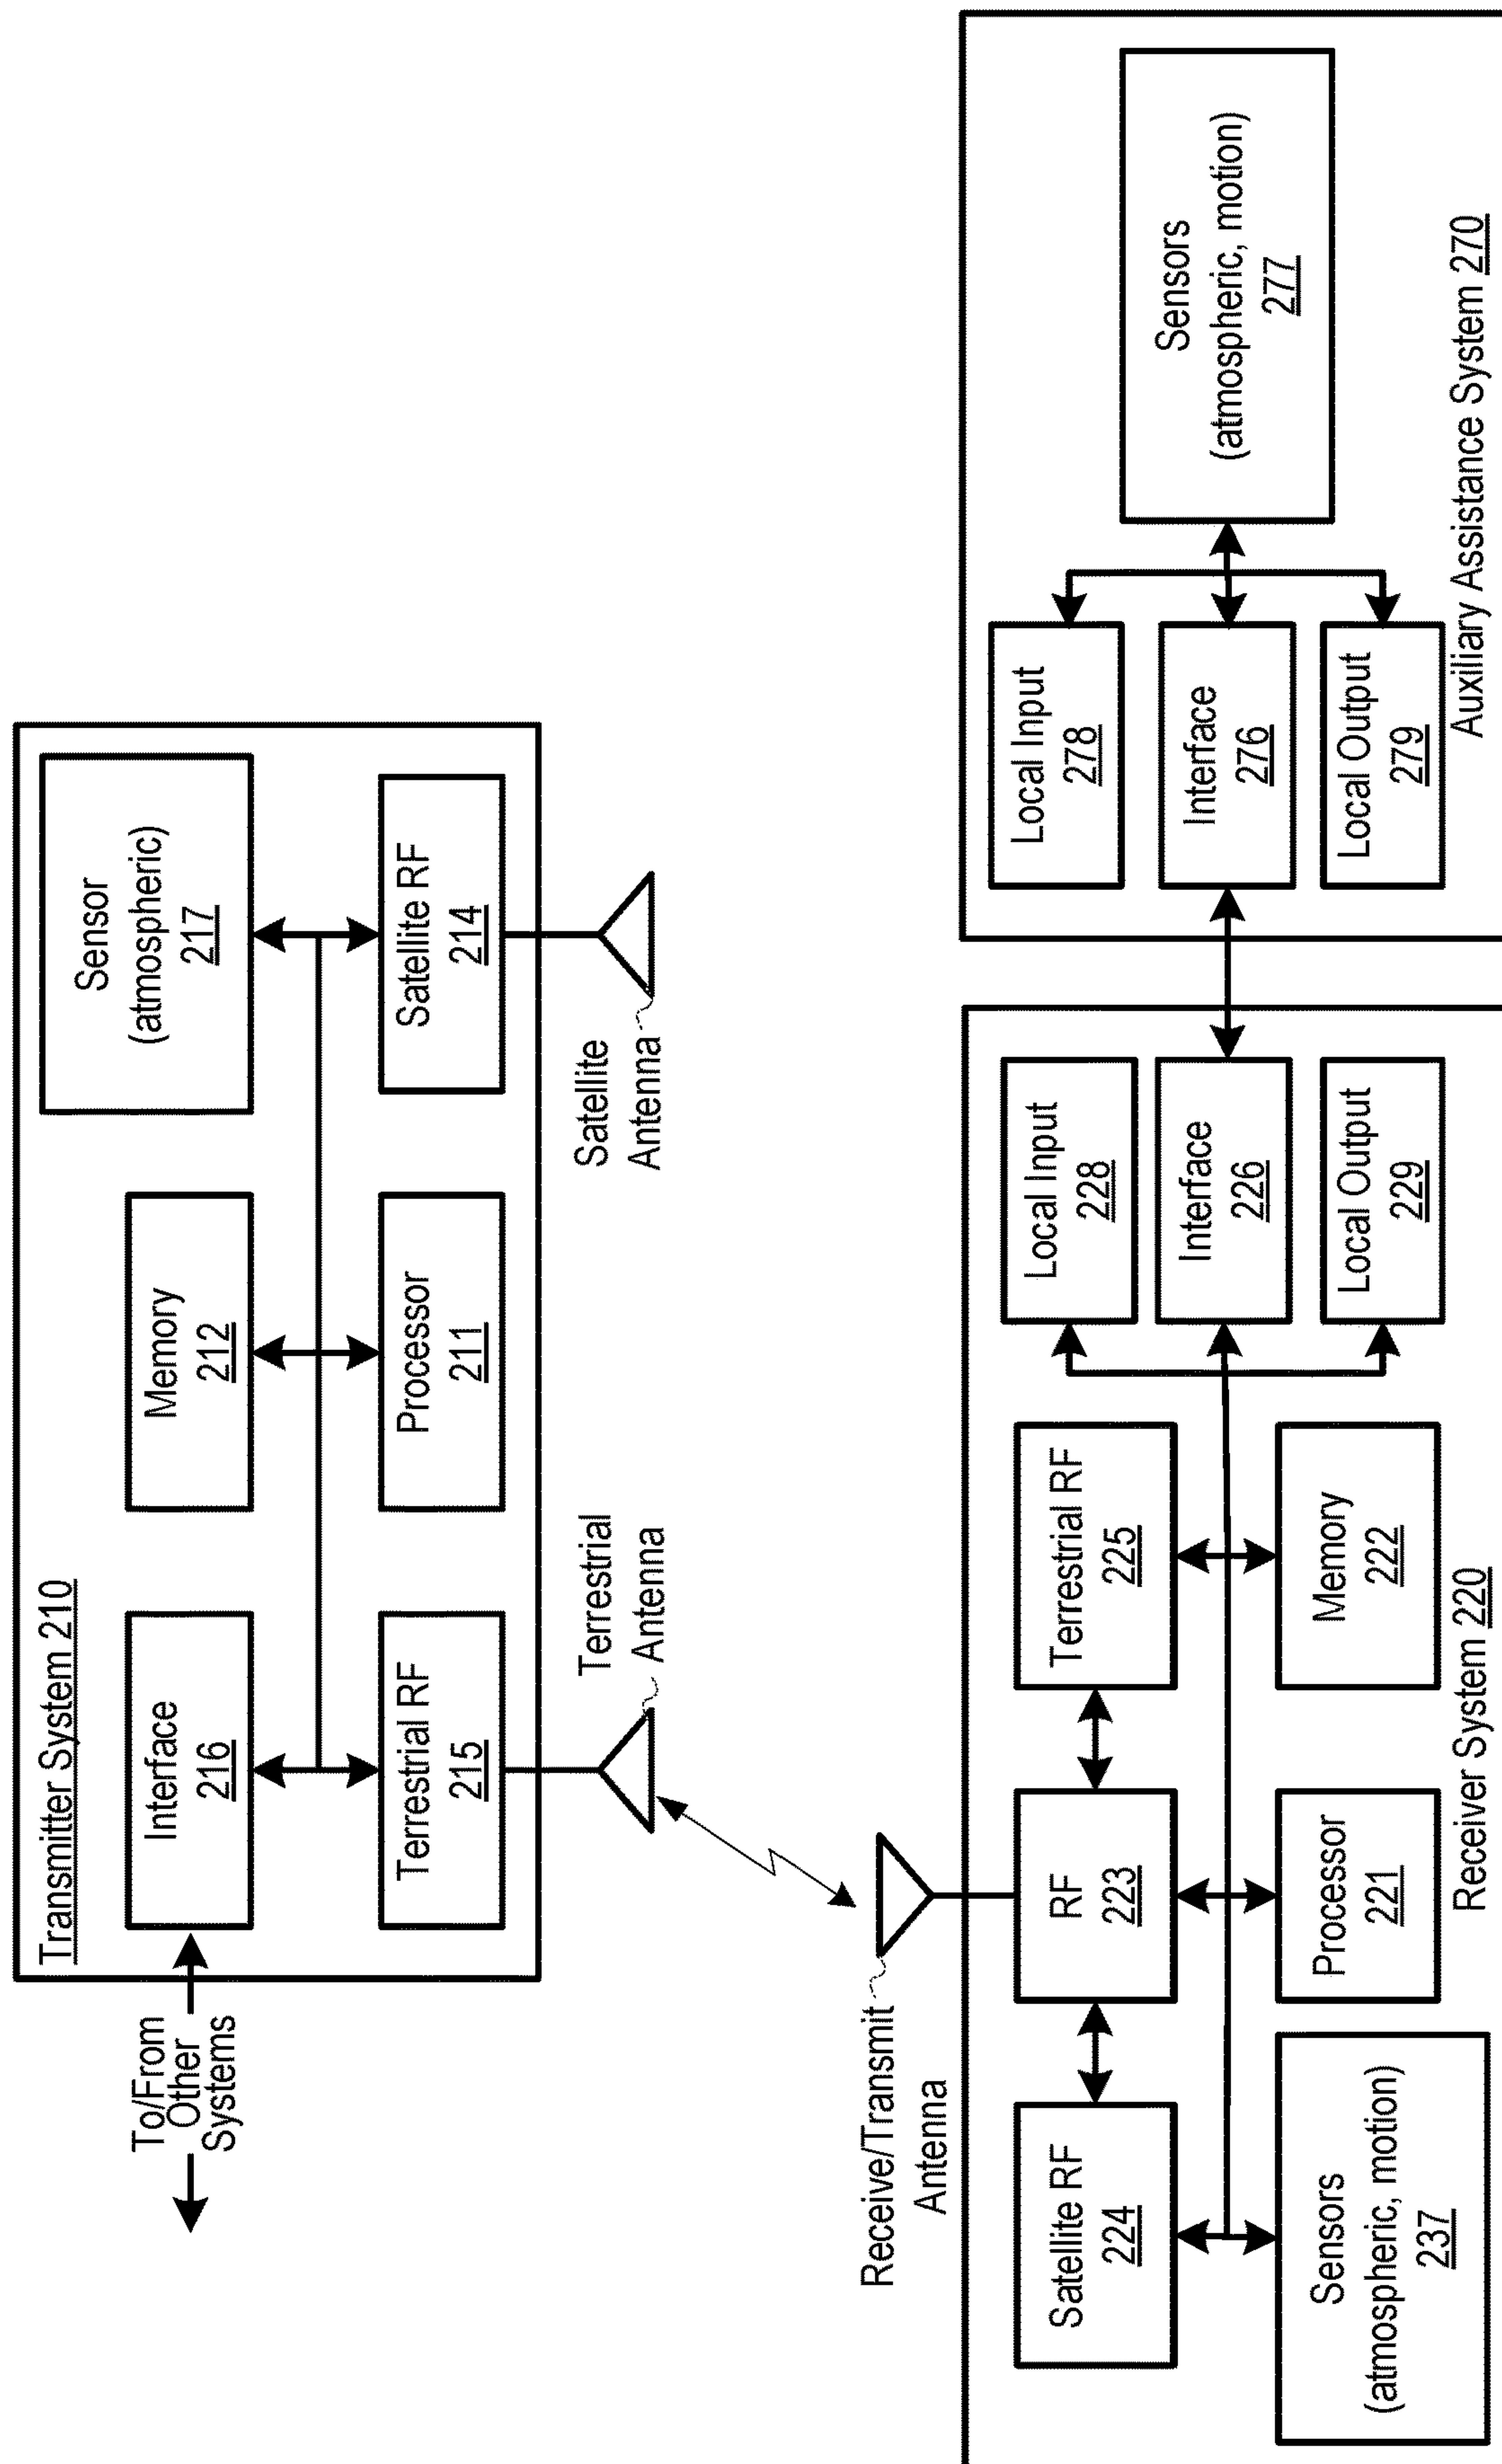 To/From
Other
Systems
Transmitter System 210
Interface
216
Memory
212
Sensor
(atmospheric)
217
Terrestrial RF
215
Processor
211
Satellite RF
214
Terrestrial
Antenna
Satellite
Antenna
Receive/Transmit
Antenna
Satellite RF
224
RF
223
Terrestrial RF
225
Local Input
228
Interface
226
Local Output
229
Sensors
(atmospheric, motion)
237
Processor
221
Memory
222
Receiver System 220
Local Input
278
Interface
276
Local Output
279
Sensors
(atmospheric, motion)
277
Auxiliary Assistance System 270